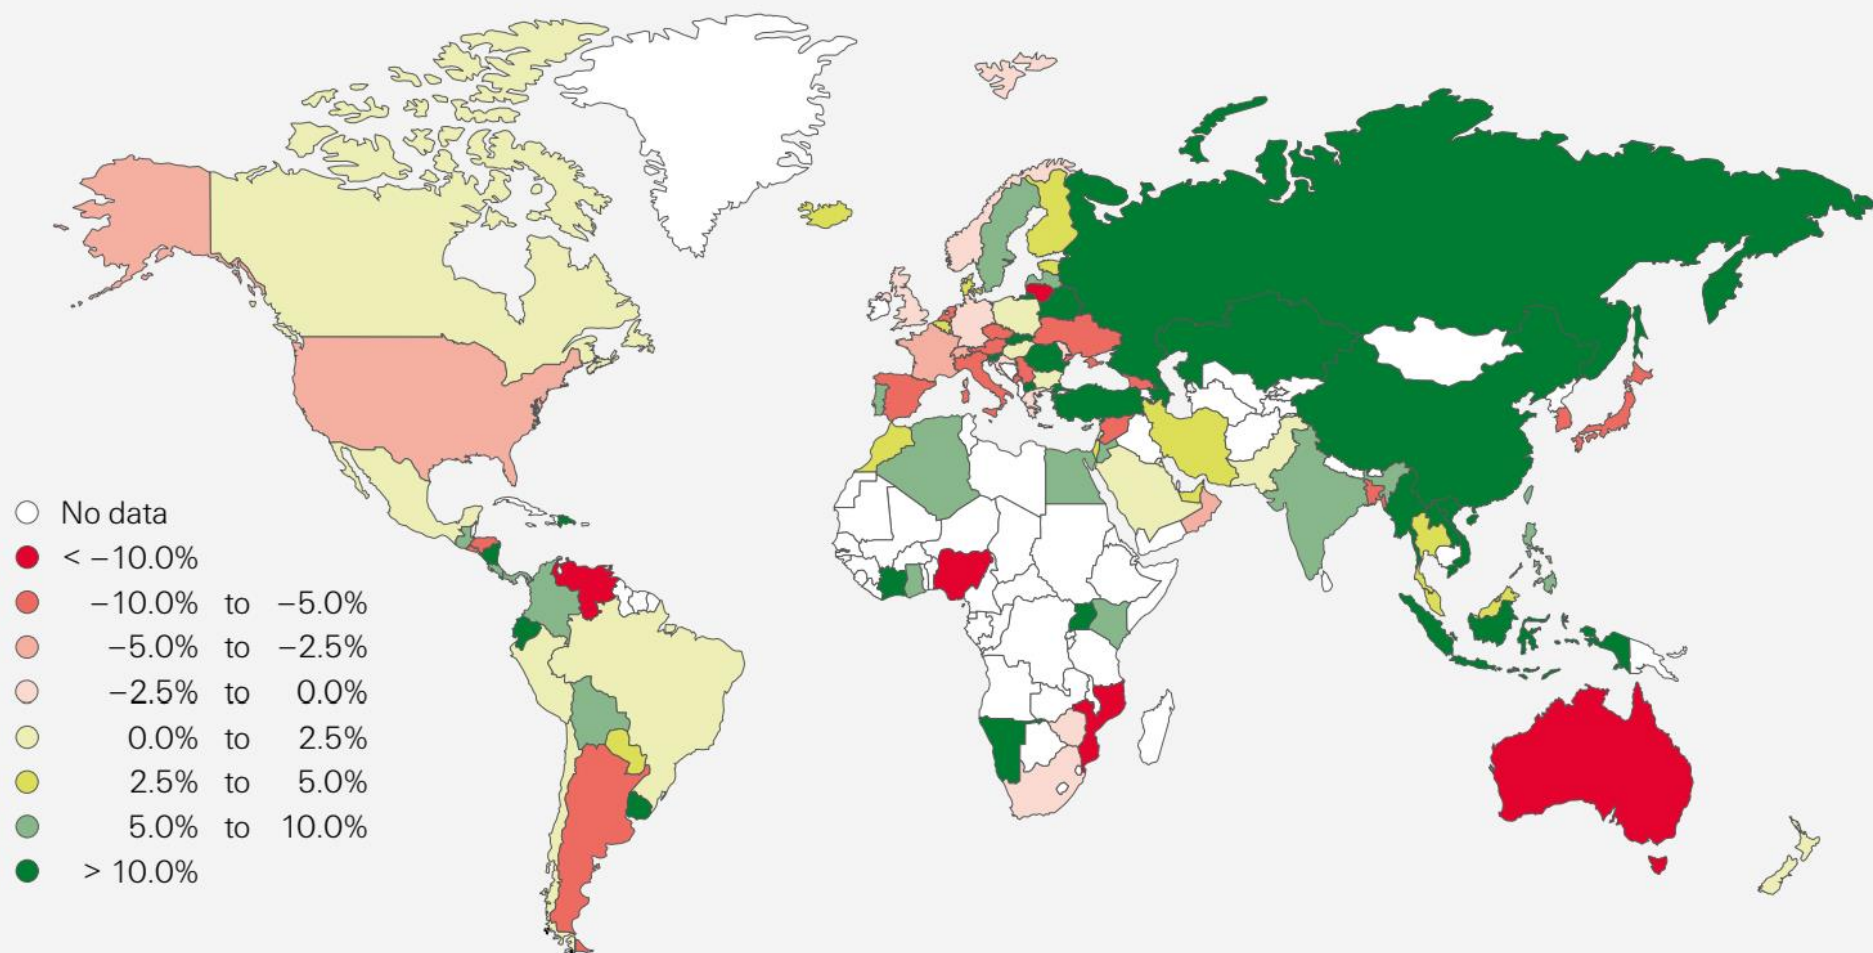 No data
< −10.0%
−10.0% to −5.0%
−5.0% to −2.5%
−2.5% to 0.0%
0.0% to 2.5%
2.5% to 5.0%
5.0% to 10.0%
> 10.0%